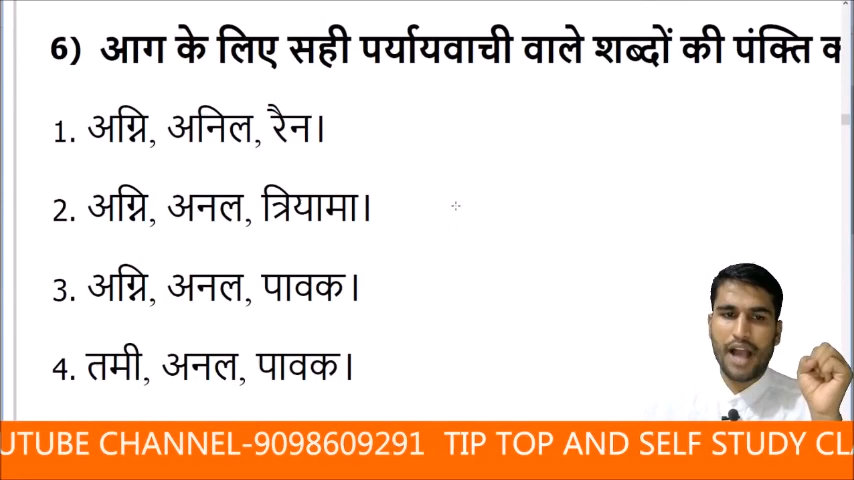 6) आग के लिए सही पर्यायवाची वाले शब्दों की पंक्ति
1. अग्नि, अनिल, रैन।
2. अग्नि, अनल, त्रियामा।
3. अग्नि, अनल, पावक।
4. तमी, अनल, पावक।
UTUBE CHANNEL-9098609291 TIP TOP AND SELF STUDY CLA